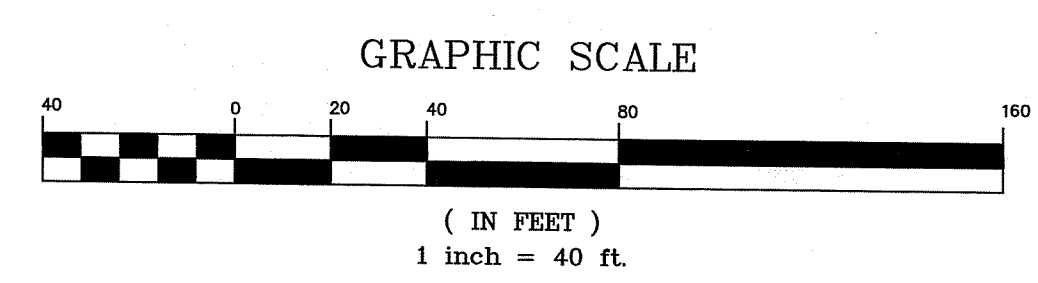 GRAPHIC SCALE
40 0 20 40 80 160
( IN FEET )
1 inch = 40 ft.